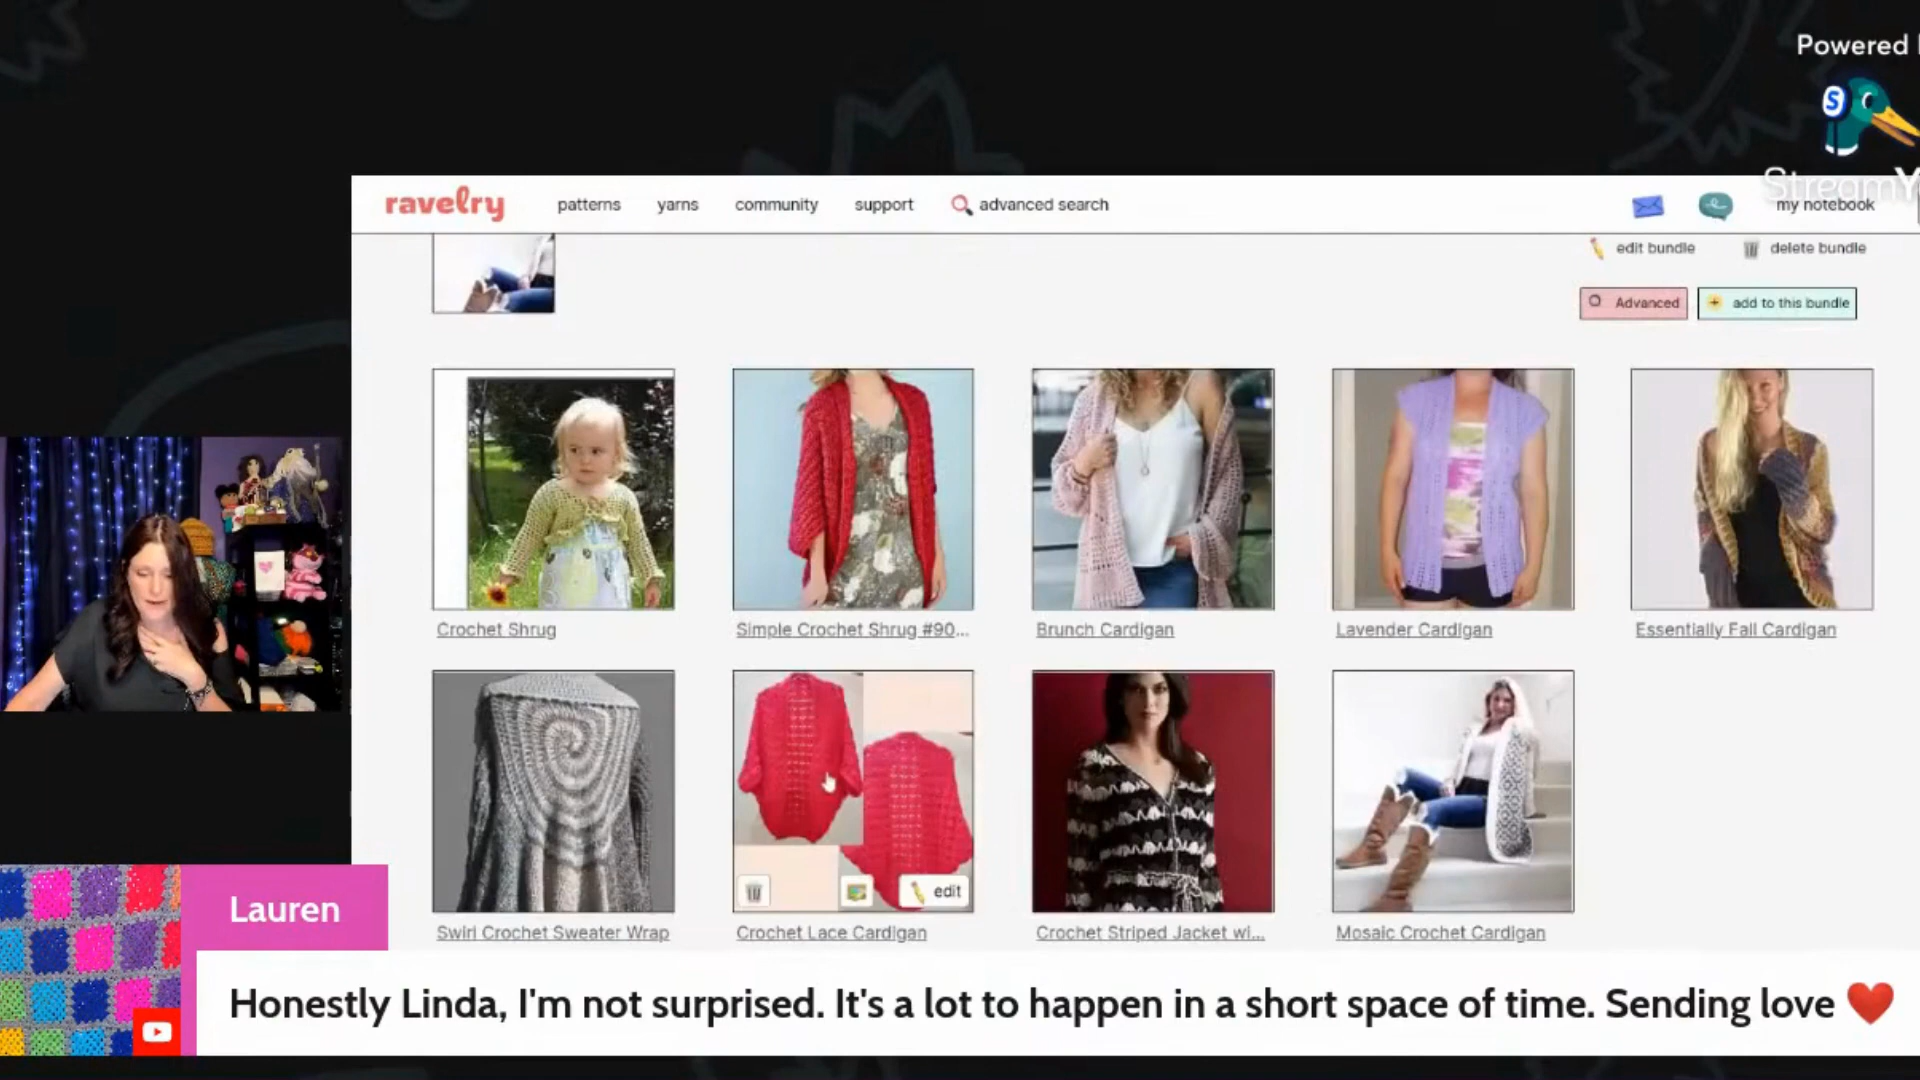 Powered
S
StreamY
ravelry patterns yarns community support advanced search my notebook
edit bundle delete bundle
Advanced add to this bundle
Crochet Shrug Simple Crochet Shrug #90... Brunch Cardigan Lavender Cardigan Essentially Fall Cardigan
edit
Swirl Crochet Sweater Wrap Crochet Lace Cardigan Crochet Striped Jacket wi... Mosaic Crochet Cardigan
Lauren
Honestly Linda, I'm not surprised. It's a lot to happen in a short space of time. Sending love ❤️